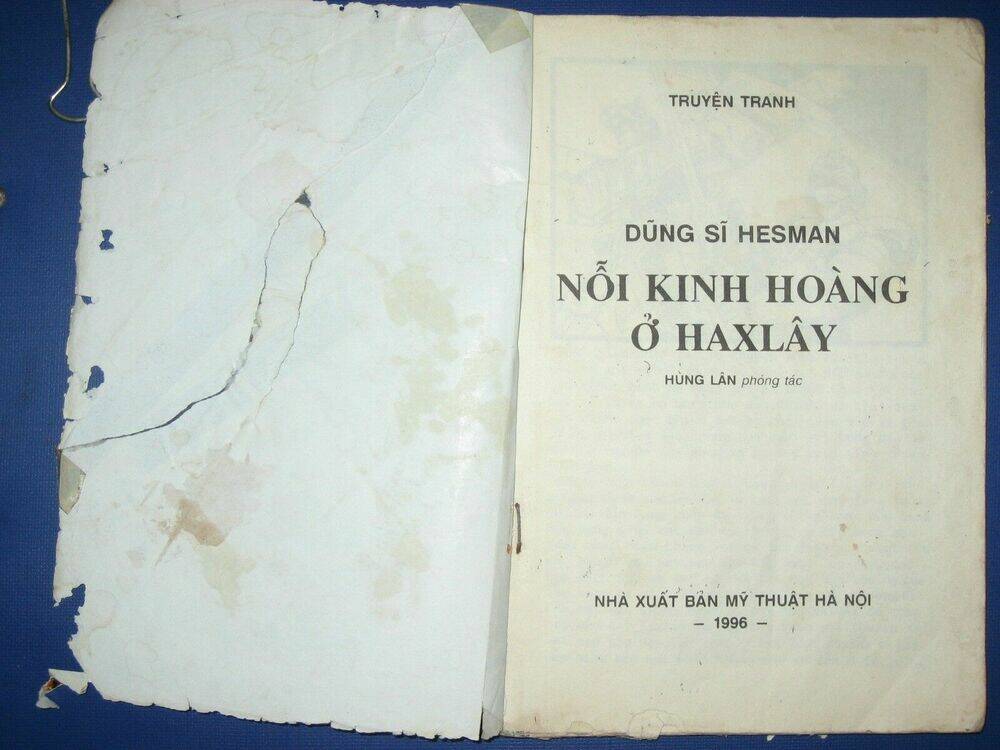 TRUYỆN TRANH
DŨNG SĨ HESMAN
NỖI KINH HOÀNG
Ở HAXLÂY
HÙNG LÂN phóng tác
NHÀ XUẤT BẢN MỸ THUẬT HÀ NỘI
– 1996 –